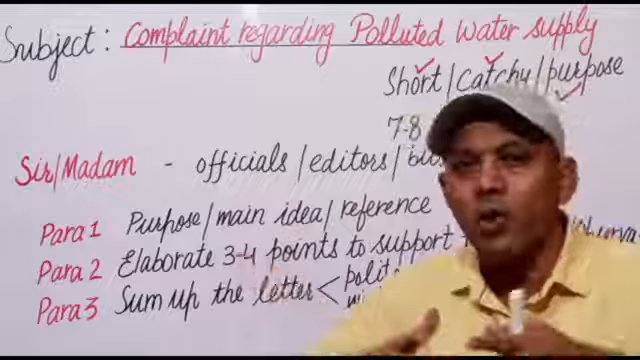 Subject: Complaint regarding Polluted Water supply
Short/Catchy/purpose
7-8
Sir/Madam - officials/editors/
Para 1 Purpose/main idea/reference
Para 2 Elaborate 3-4 points to support
Para 3 Sum up the letter <